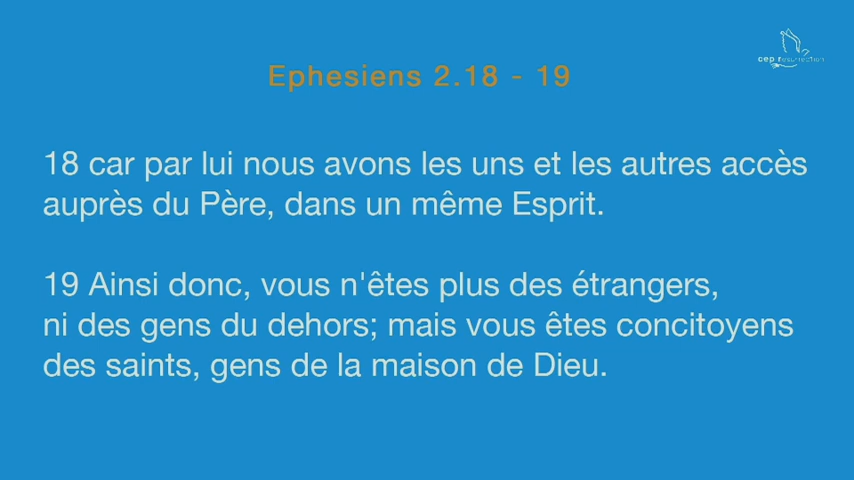 cep résurrection
Ephesiens 2.18 - 19
18 car par lui nous avons les uns et les autres accès
auprès du Père, dans un même Esprit.
19 Ainsi donc, vous n'êtes plus des étrangers,
ni des gens du dehors; mais vous êtes concitoyens
des saints, gens de la maison de Dieu.